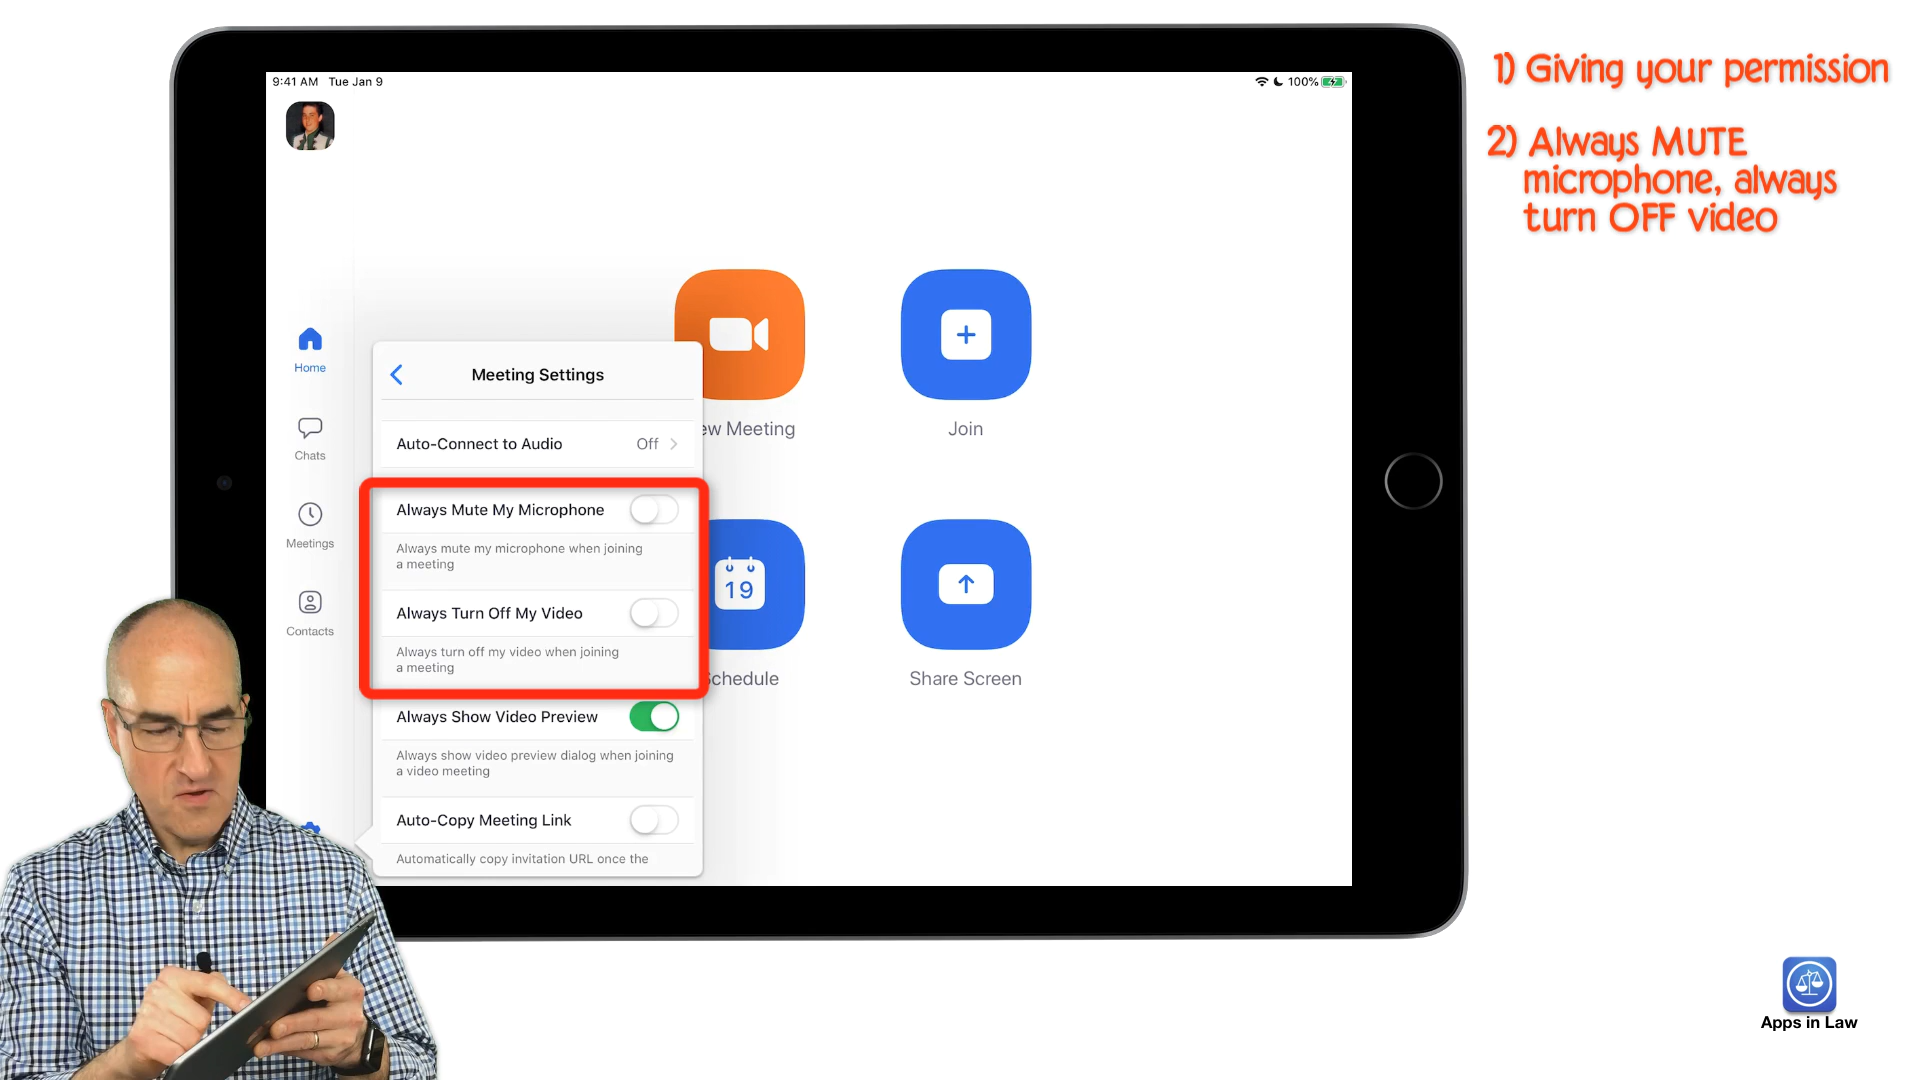 9:41 AM Tue Jan 9
100%
1) Giving your permission
2) Always MUTE
microphone, always
turn OFF video
Home
Chats
Meetings
Contacts
Meeting Settings
Auto-Connect to Audio Off
Always Mute My Microphone
Always mute my microphone when joining
a meeting
Always Turn Off My Video
Always turn off my video when joining
a meeting
Always Show Video Preview
Always show video preview dialog when joining
a video meeting
Auto-Copy Meeting Link
Automatically copy invitation URL once the
ew Meeting
Join
19
chedule
Share Screen
Apps in Law